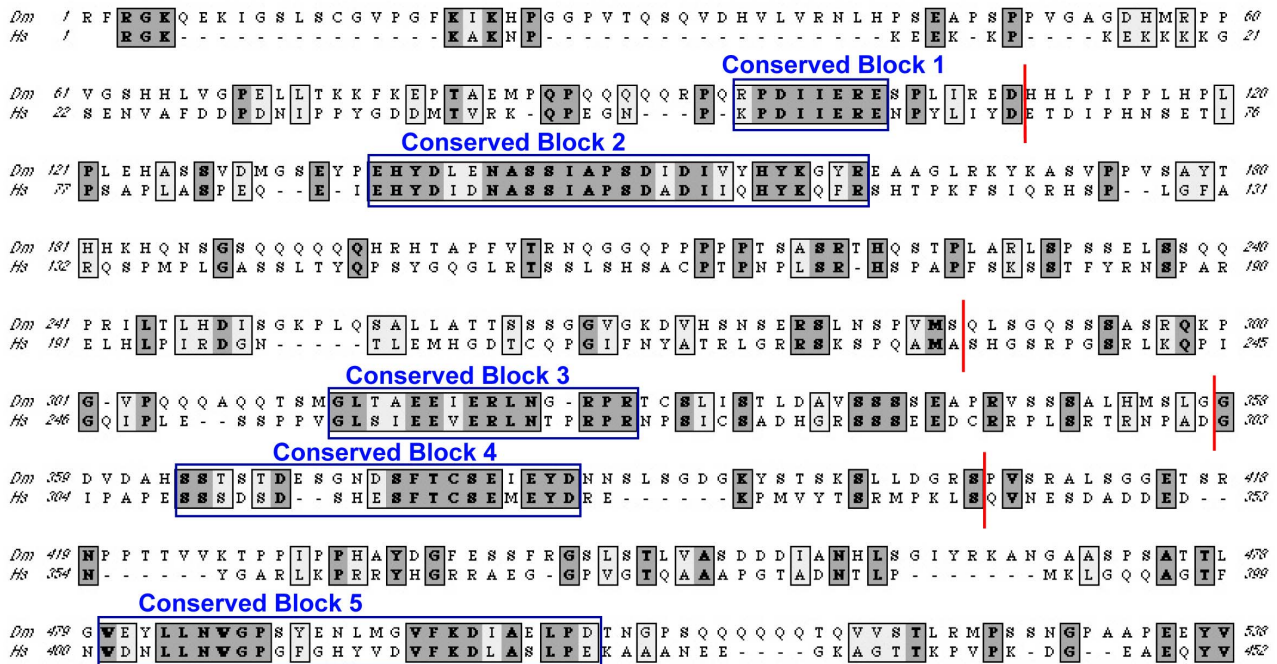 Dm 1 R F R G K Q E K I G S L S C G V P G F K I K H P G G P V T Q S Q V D H V L V R N L H P S E A P S P P V G A G D H M R P P 60
Hs 1 R G K - - - - - - - - - - - - - - K A K N P - - - - - - - - - - - - - - - - - - K E E K - K P - - - - K E K K K K G 21
Conserved Block 1
Dm 61 V G S H H L V G P E L L T K K F K E P T A E M P Q P Q Q Q Q Q R P Q R P D I I E R E S P L I R E D H H L P I P P L H P L 120
Hs 22 S E N V A F D D P D N I P P Y G D D M T V R K - Q P E G N - - - P - K P D I I E R E N P Y L I Y D E T D I P H N S E T I 76
Conserved Block 2
Dm 121 P L E H A S S V D M G S E Y P E H Y D L E N A S S I A P S D I D I V Y H Y K G Y R E A A G L R K Y K A S V P P V S A Y T 180
Hs 77 P S A P L A S P E Q - - E - I E H Y D I D N A S S I A P S D A D I I Q H Y K Q F R S H T P K F S I Q R H S P - - L G F A 131
Dm 181 H H K H Q N S G S Q Q Q Q Q Q H R H T A P F V T R N Q G G Q P P P P P T S A S R T H Q S T P L A R L S P S S E L S S Q Q 240
Hs 132 R Q S P M P L G A S S L T Y Q P S Y G Q G L R T S S L S H S A C P T P N P L S R - H S P A P F S K S S T F Y R N S P A R 190
Dm 241 P R I L T L H D I S G K P L Q S A L L A T T S S S G G V G K D V H S N S E R S L N S P V M S Q L S G Q S S S A S R Q K P 300
Hs 191 E L H L P I R D G N - - - - - T L E M H G D T C Q P G I F N Y A T R L G R R S K S P Q A M A S H G S R P G S R L K Q P I 245
Conserved Block 3
Dm 301 G - V P Q Q Q A Q Q T S M G L T A E E I E R L N G - R P R T C S L I S T L D A V S S S S E A P R V S S S A L H M S L G G 358
Hs 246 G Q I P L E - - S S P P V G L S I E E V E R L N T P R P R N P S I C S A D H G R S S S E E D C R R P L S R T R N P A D G 303
Conserved Block 4
Dm 359 D V D A H S S T S T D E S G N D S F T C S E I E Y D N N S L S G D G K Y S T S K S L L D G R S P V S R A L S G G E T S R 418
Hs 304 I P A P E S S S D S D - - S H E S F T C S E M E Y D R E - - - - - - K P M V Y T S R M P K L S Q V N E S D A D D E D - - 353
Dm 419 N P P T T V V K T P P I P P H A Y D G F E S S F R G S L S T L V A S D D D I A N H L S G I Y R K A N G A A S P S A T T L 478
Hs 354 N - - - - - - Y G A R L K P R R Y H G R R A E G - G P V G T Q A A A P G T A D N T L P - - - - - - - M K L G Q Q A G T F 399
Conserved Block 5
Dm 479 G W E Y L L N W G P S Y E N L M G V F K D I A E L P D T N G P S Q Q Q Q Q Q T Q V V S T L R M P S S N G P A A P E E Y V 538
Hs 400 N W D N L L N W G P G F G H Y V D V F K D L A S L P E K A A A N E E - - - G K A G T T K P V P K - D G - - E A E Q Y V 452